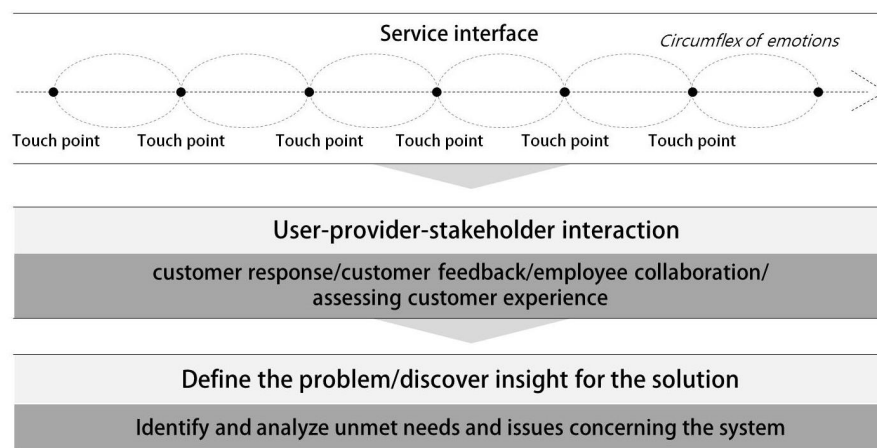 Service interface
Circumflex of emotions
Touch point Touch point Touch point Touch point Touch point Touch point
User-provider-stakeholder interaction
customer response/customer feedback/employee collaboration/
assessing customer experience
Define the problem/discover insight for the solution
Identify and analyze unmet needs and issues concerning the system